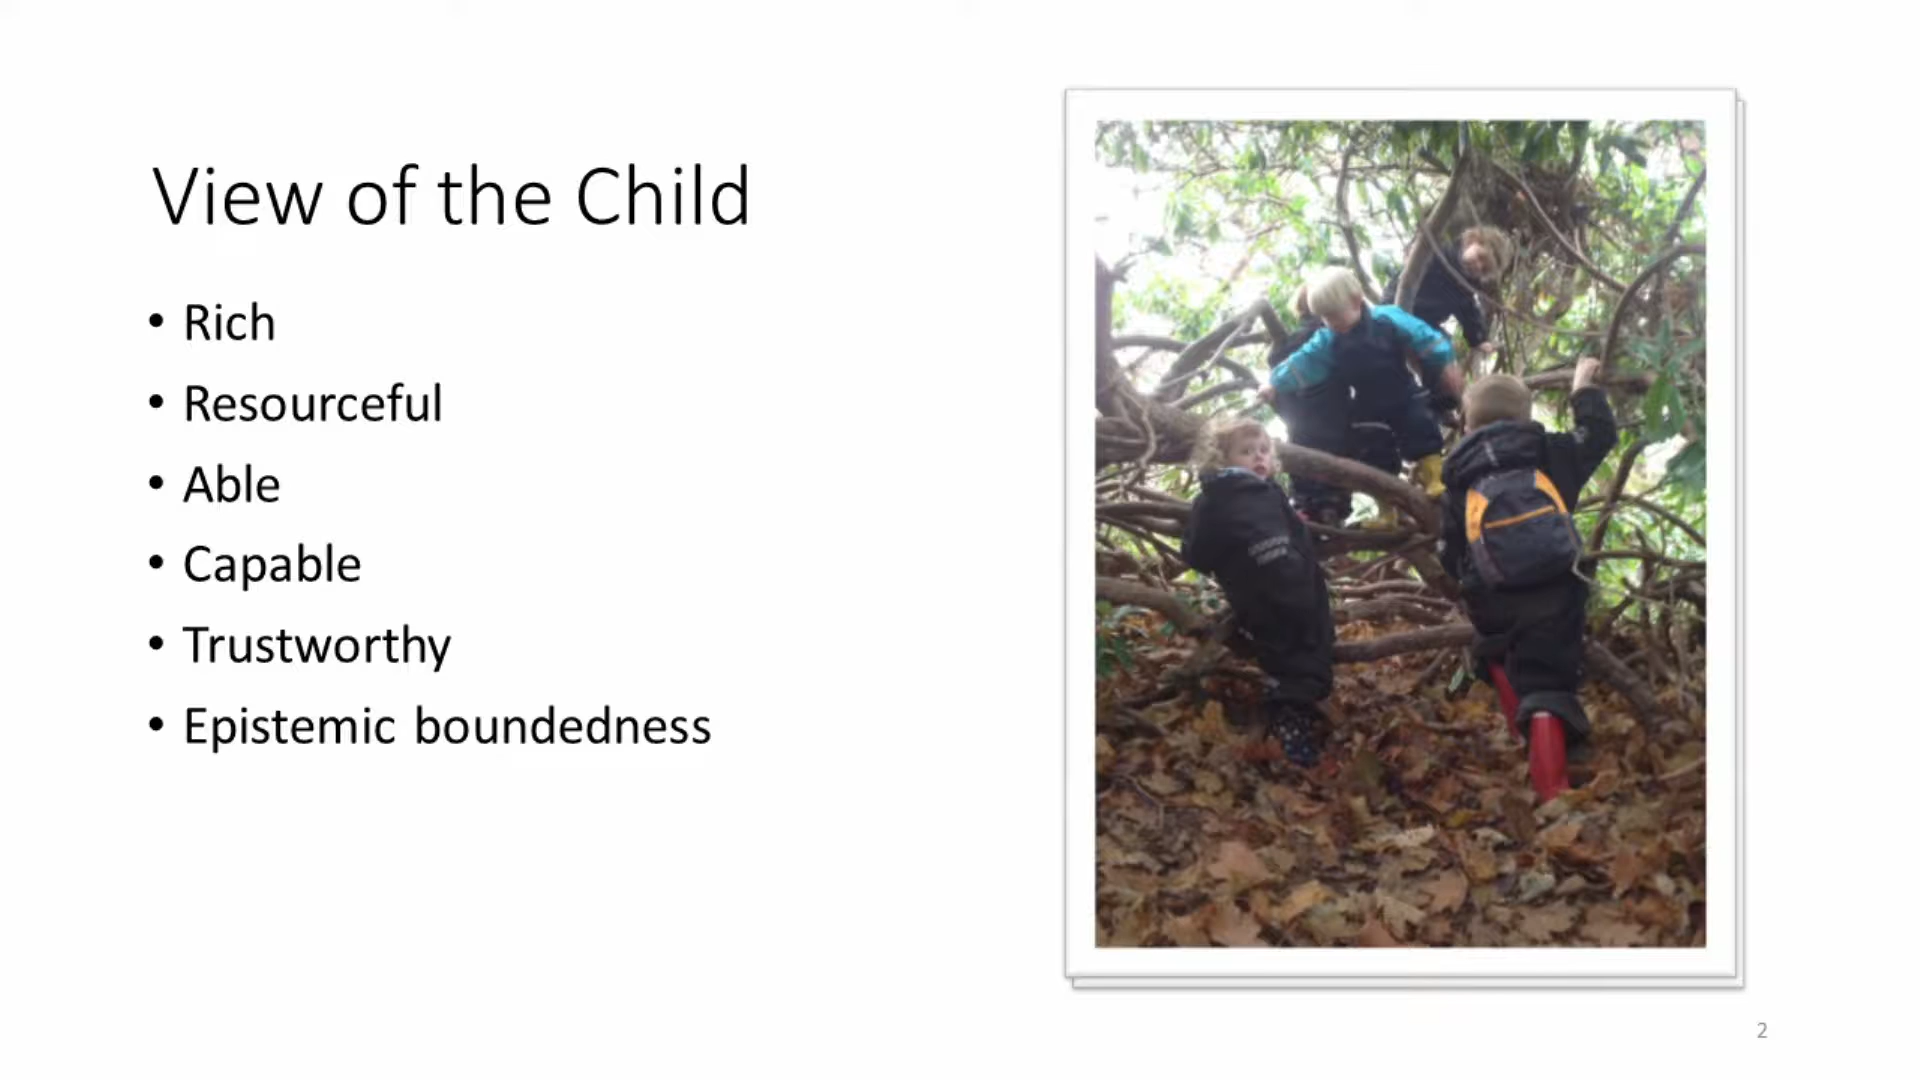 View of the Child
• Rich
• Resourceful
• Able
• Capable
• Trustworthy
• Epistemic boundedness
2